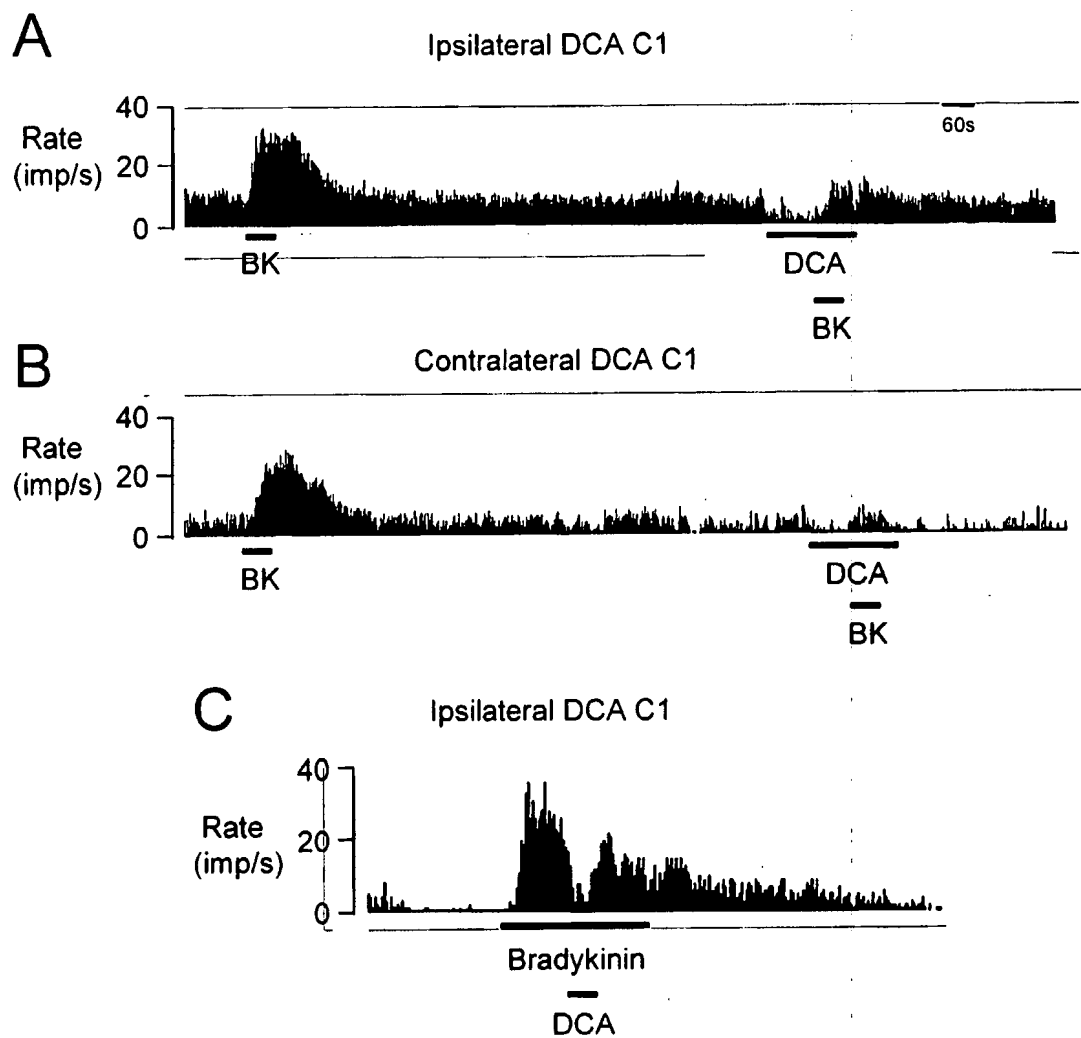 A
Ipsilateral DCA C1
40
Rate
(imp/s)
20
0
60s
BK
DCA
BK
B
Contralateral DCA C1
40
Rate
(imp/s)
20
0
BK
DCA
BK
C
Ipsilateral DCA C1
40
Rate
(imp/s)
20
0
Bradykinin
DCA